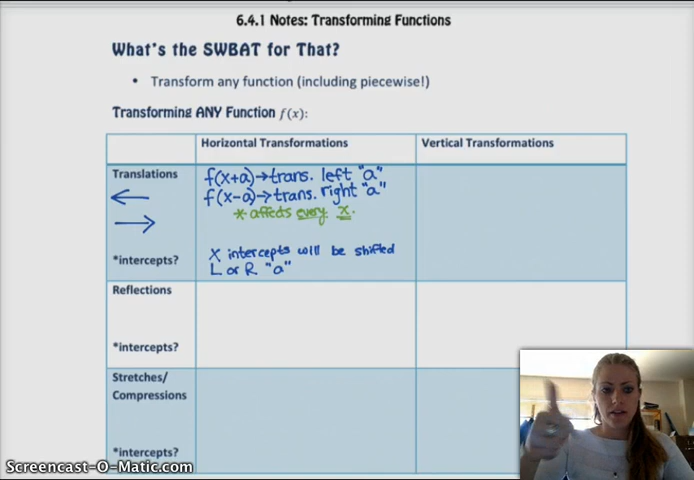 6.4.1 Notes: Transforming Functions
What's the SWBAT for That?
• Transform any function (including piecewise!)
Transforming ANY Function f(x):
Horizontal Transformations
Vertical Transformations
Translations
f(x+a)→trans. left "a"
f(x-a)→trans. right "a"
*affects every x.
*intercepts?
X intercepts will be shifted
L or R "a"
Reflections
*intercepts?
Stretches/
Compressions
*intercepts?
Screencast-O-Matic.com